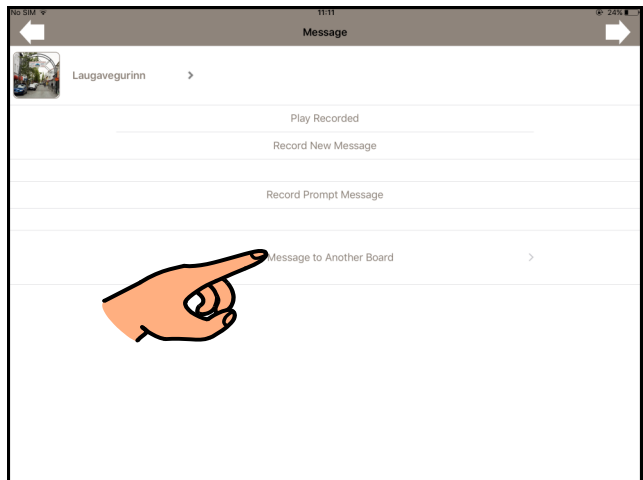 No SIM 11:11 24%
Message
Laugavegurinn
Play Recorded
Record New Message
Record Prompt Message
Message to Another Board